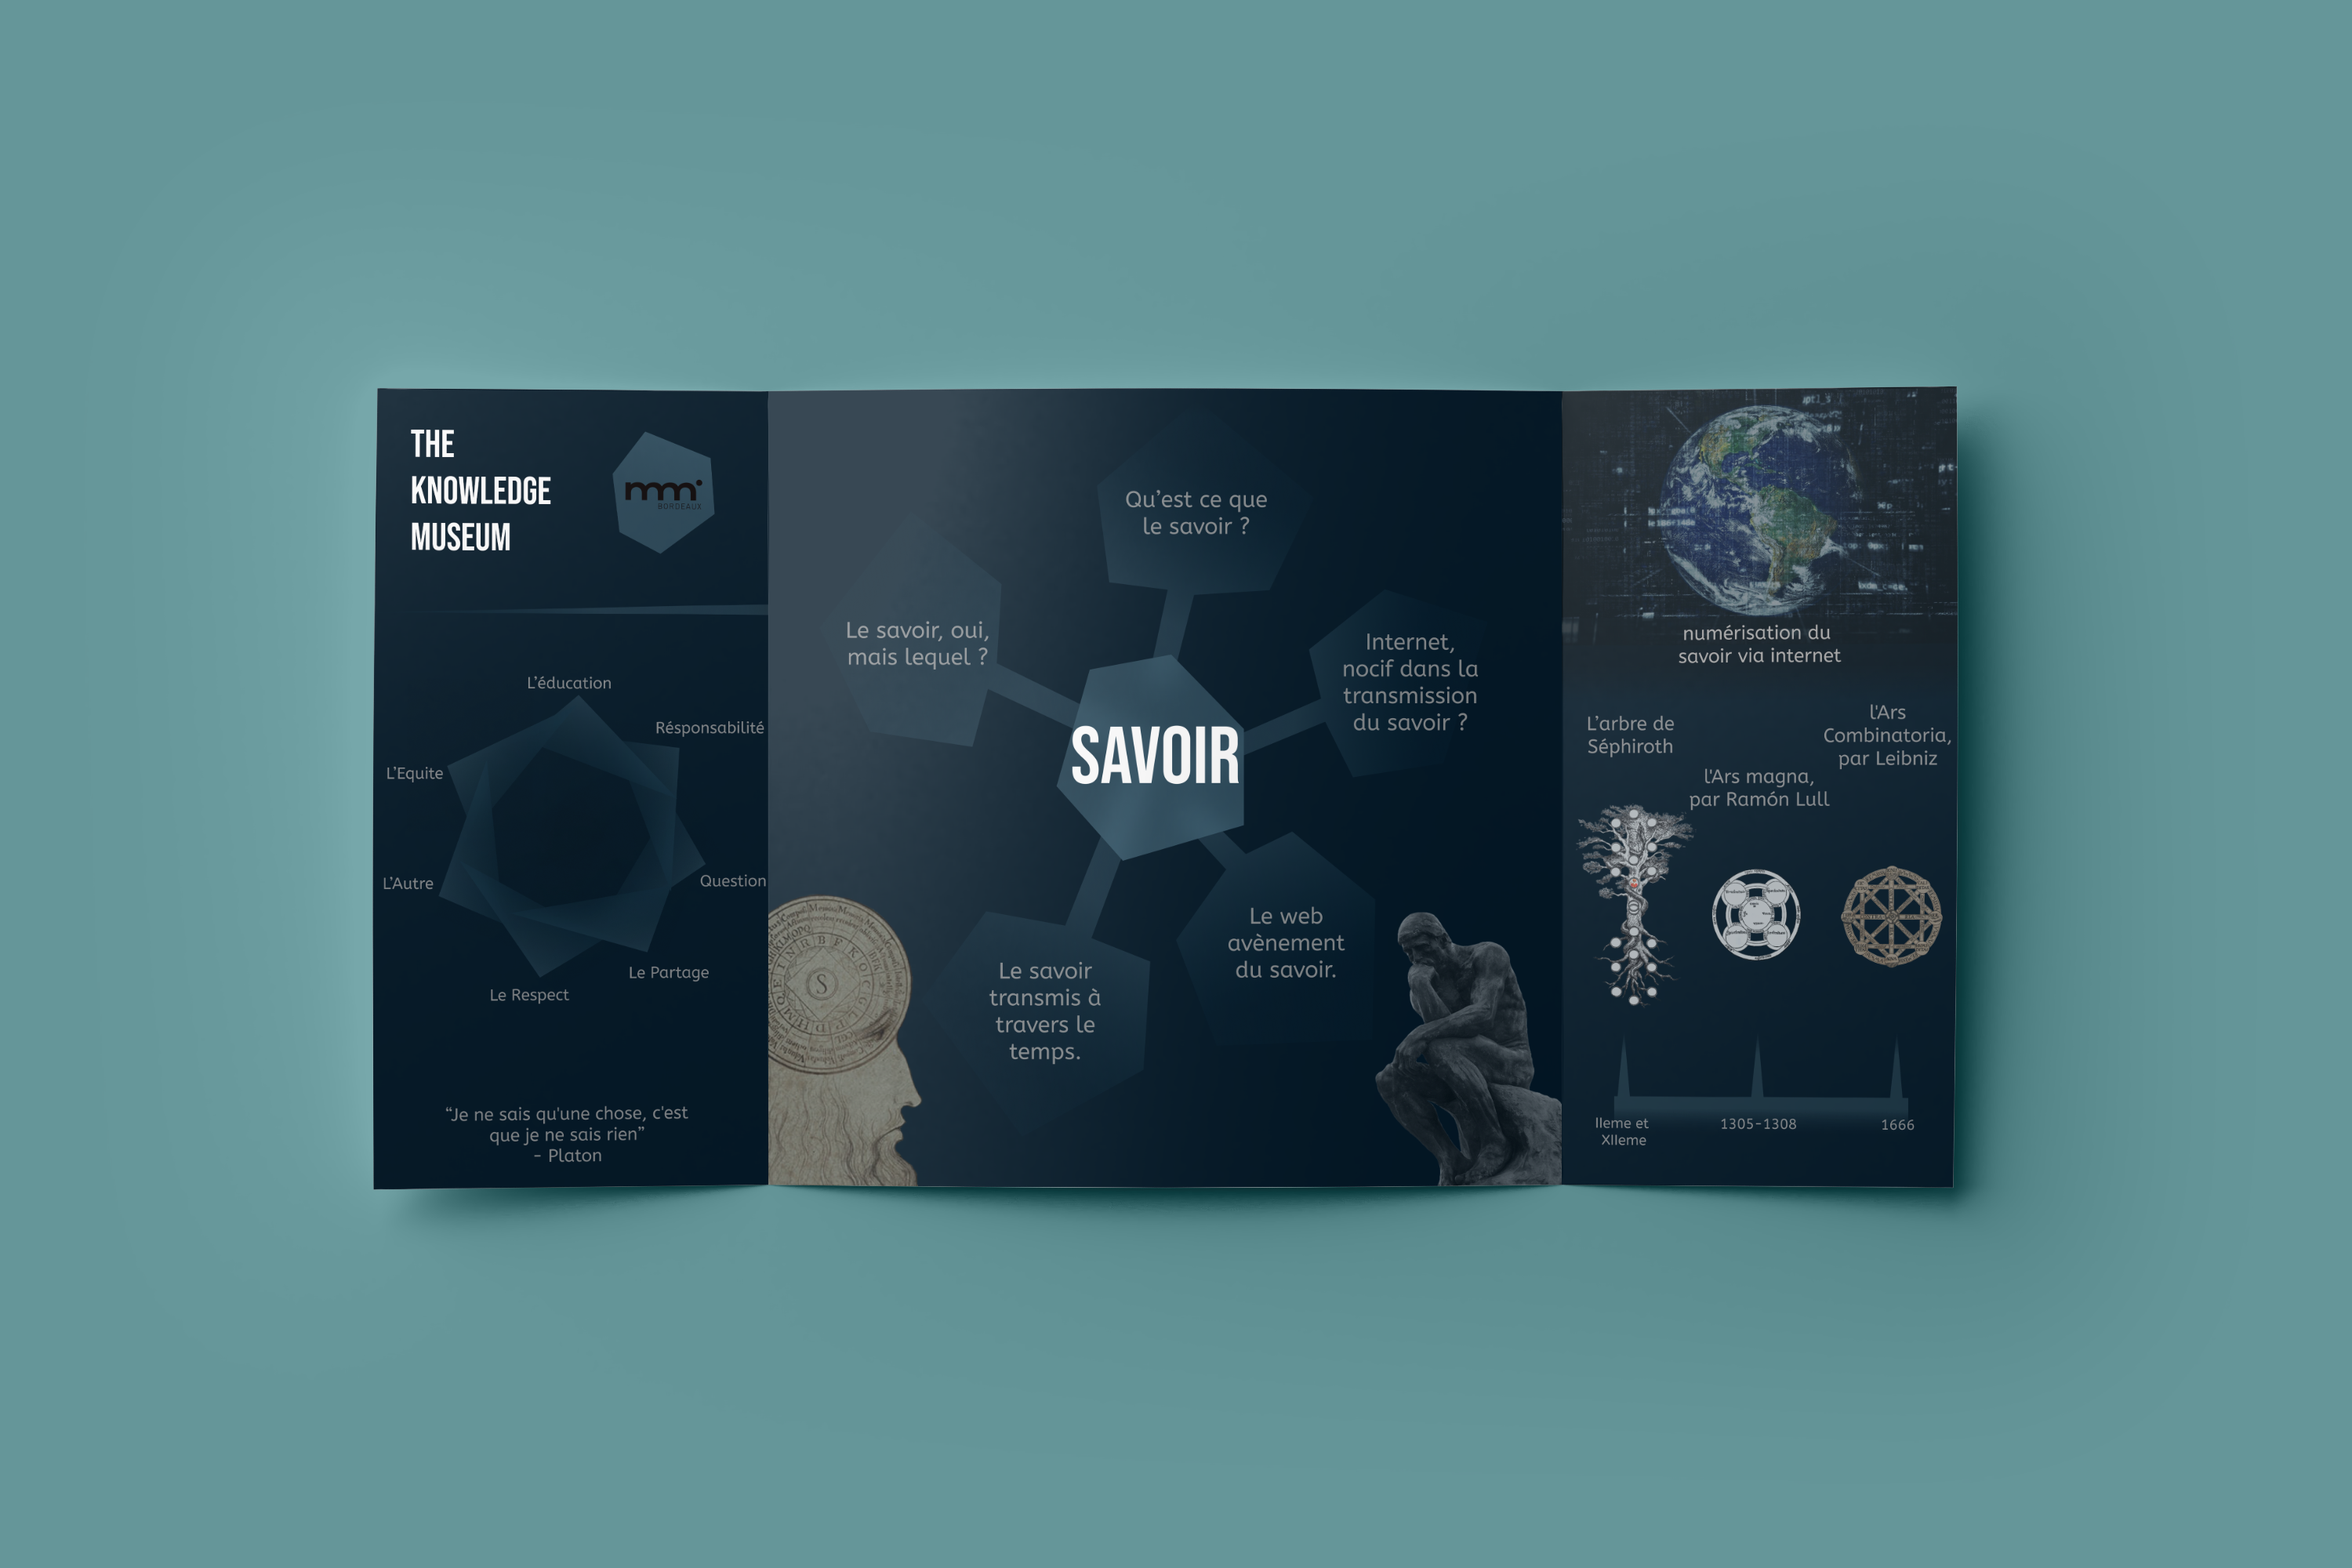 THE
KNOWLEDGE
MUSEUM
mmi
BORDEAUX
L'éducation
Résponsabilité
L'Equite
L'Autre
Question
Le Partage
Le Respect
“Je ne sais qu'une chose, c'est
que je ne sais rien”
- Platon
Qu'est ce que
le savoir ?
Le savoir, oui,
mais lequel ?
Internet,
nocif dans la
transmission
du savoir ?
SAVOIR
Le web
avènement
du savoir.
Le savoir
transmis à
travers le
temps.
S
numérisation du
savoir via internet
L'arbre de
Séphiroth
l'Ars
Combinatoria,
par Leibniz
l'Ars magna,
par Ramón Lull
IIeme et
XIIeme
1305-1308
1666